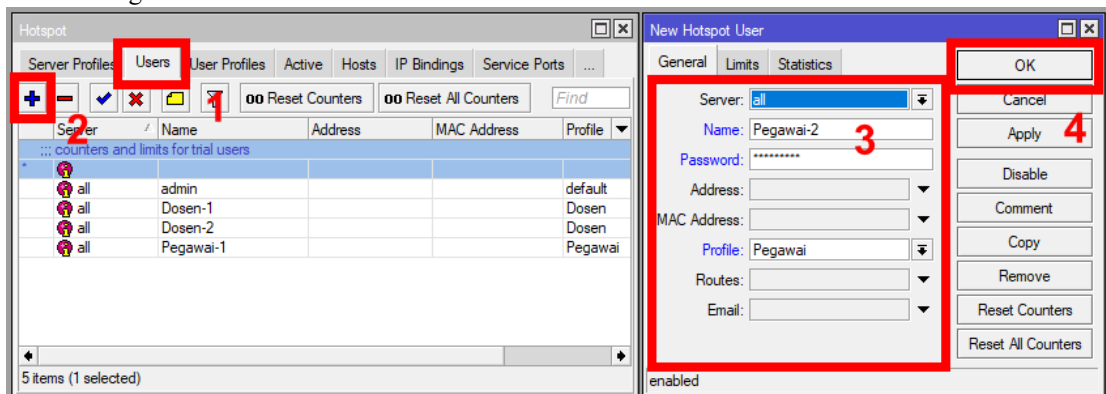 Hotspot
Server Profiles Users User Profiles Active Hosts IP Bindings Service Ports ...
00 Reset Counters 00 Reset All Counters Find
1
2
Server Name Address MAC Address Profile
;;; counters and limits for trial users
*
all admin default
all Dosen-1 Dosen
all Dosen-2 Dosen
all Pegawai-1 Pegawai
5 items (1 selected)
New Hotspot User
General Limits Statistics
Server: all
Name: Pegawai-2
Password: *********
Address:
MAC Address:
Profile: Pegawai
Routes:
Email:
3
enabled
OK
Cancel
Apply
4
Disable
Comment
Copy
Remove
Reset Counters
Reset All Counters